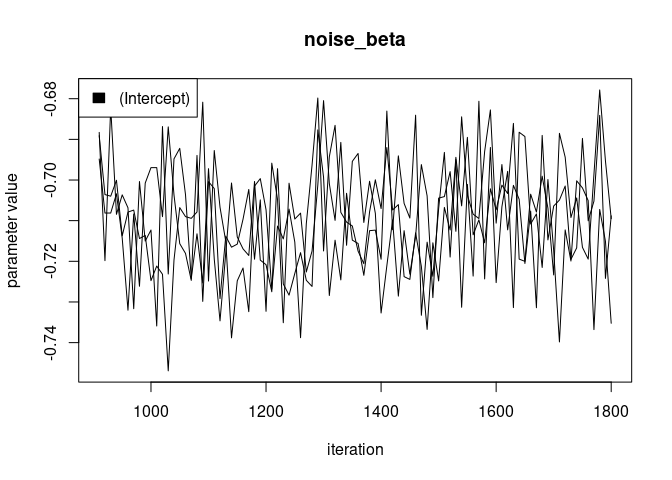 noise_beta
(Intercept)
parameter value
-0.68
-0.70
-0.72
-0.74
1000 1200 1400 1600 1800
iteration